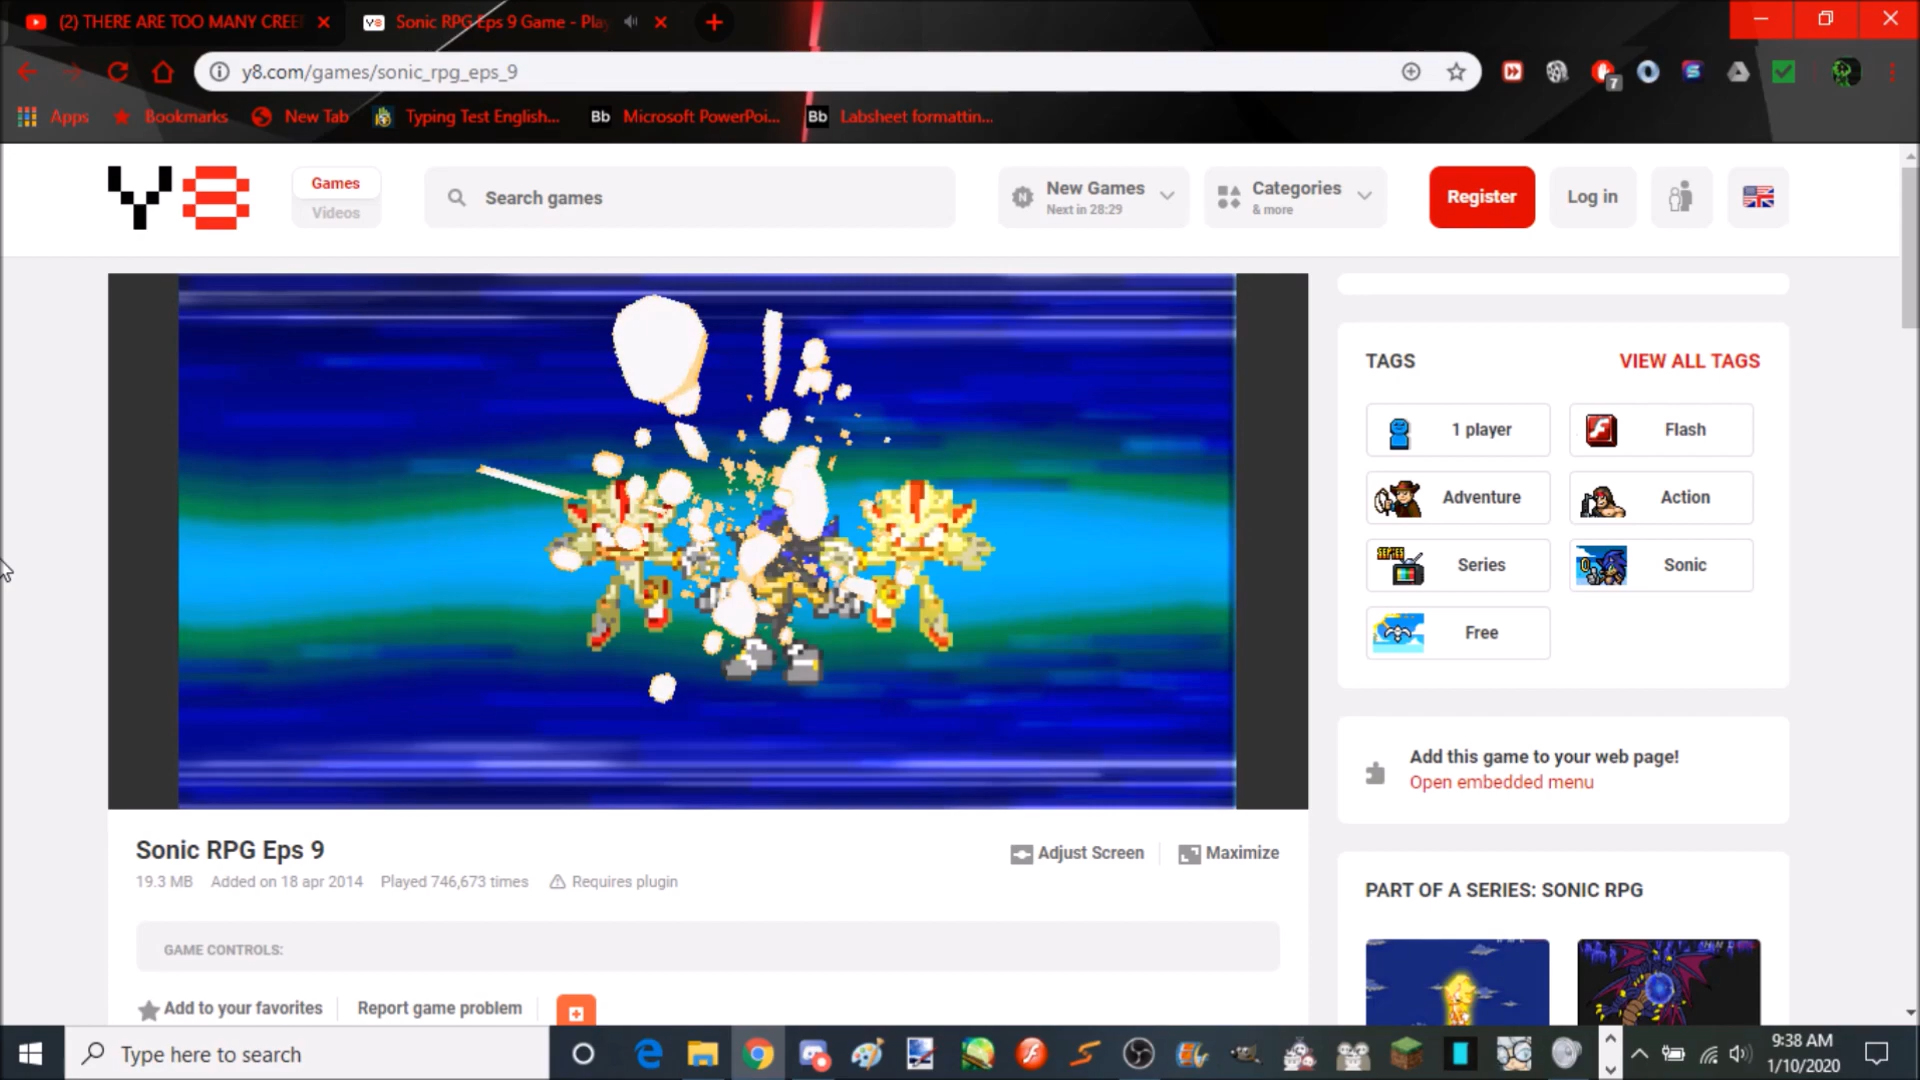 (2) THERE ARE TOO MANY CREE
Y8 Sonic RPG Eps 9 Game - Pla
y8.com/games/sonic_rpg_eps_9
7
Apps
Bookmarks
New Tab
Typing Test English...
Bb Microsoft PowerPoi...
Bb Labsheet formattin...
Y8
Games
Videos
Search games
N
New Games
Next in 28:29
Categories
& more
Register
Log in
TAGS
VIEW ALL TAGS
1 player
Flash
Adventure
Action
SERIES
Series
Sonic
Free
Add this game to your web page!
Open embedded menu
Sonic RPG Eps 9
Adjust Screen
Maximize
19.3 MB
Added on 18 apr 2014
Played 746,673 times
Requires plugin
PART OF A SERIES: SONIC RPG
GAME CONTROLS:
Add to your favorites
Report game problem
Type here to search
9:38 AM
1/10/2020